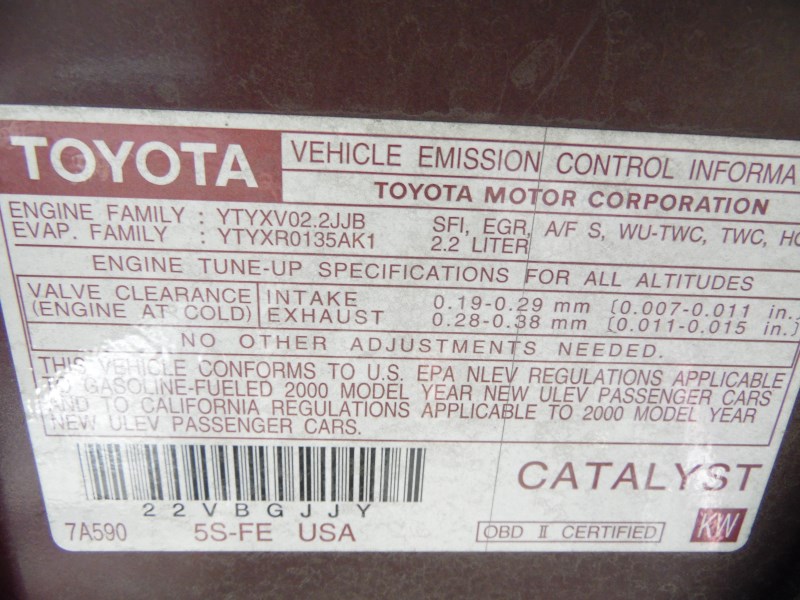 TOYOTA
VEHICLE EMISSION CONTROL INFORMA
TOYOTA MOTOR CORPORATION
ENGINE FAMILY : YTYXV02.2JJB
EVAP. FAMILY : YTYXR0135AK1
SFI, EGR, A/F S, WU-TWC, TWC, HO
2.2 LITER
ENGINE TUNE-UP SPECIFICATIONS FOR ALL ALTITUDES
VALVE CLEARANCE INTAKE 0.19-0.29 mm (0.007-0.011 in.)
(ENGINE AT COLD) EXHAUST 0.28-0.38 mm (0.011-0.015 in.)
NO OTHER ADJUSTMENTS NEEDED.
THIS VEHICLE CONFORMS TO U.S. EPA NLEV REGULATIONS APPLICABLE
TO GASOLINE-FUELED 2000 MODEL YEAR NEW ULEV PASSENGER CARS
AND TO CALIFORNIA REGULATIONS APPLICABLE TO 2000 MODEL YEAR
NEW ULEV PASSENGER CARS.
22VBGJJY
CATALYST
7A590 5S-FE USA
OBD II CERTIFIED
KW